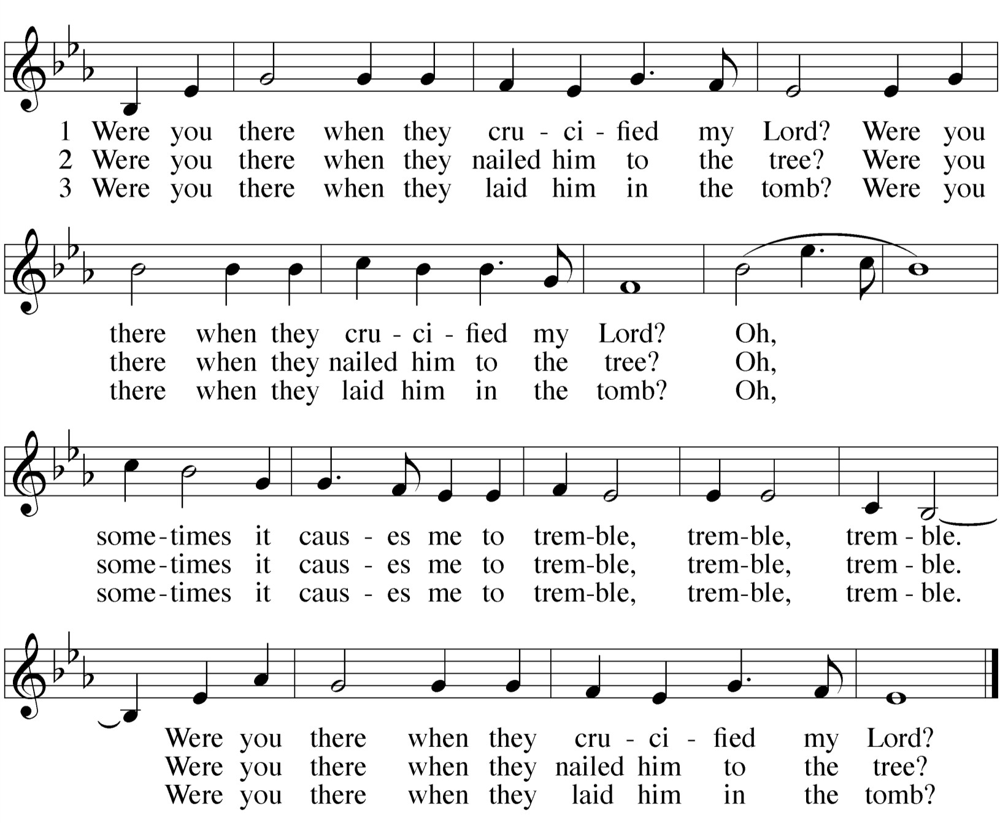 1 Were you there when they cru - ci - fied my Lord? Were you
2 Were you there when they nailed him to the tree? Were you
3 Were you there when they laid him in the tomb? Were you
there when they cru - ci - fied my Lord? Oh,
there when they nailed him to the tree? Oh,
there when they laid him in the tomb? Oh,
some - times it caus - es me to trem - ble, trem - ble, trem - ble.
some - times it caus - es me to trem - ble, trem - ble, trem - ble.
some - times it caus - es me to trem - ble, trem - ble, trem - ble.
Were you there when they cru - ci - fied my Lord?
Were you there when they nailed him to the tree?
Were you there when they laid him in the tomb?